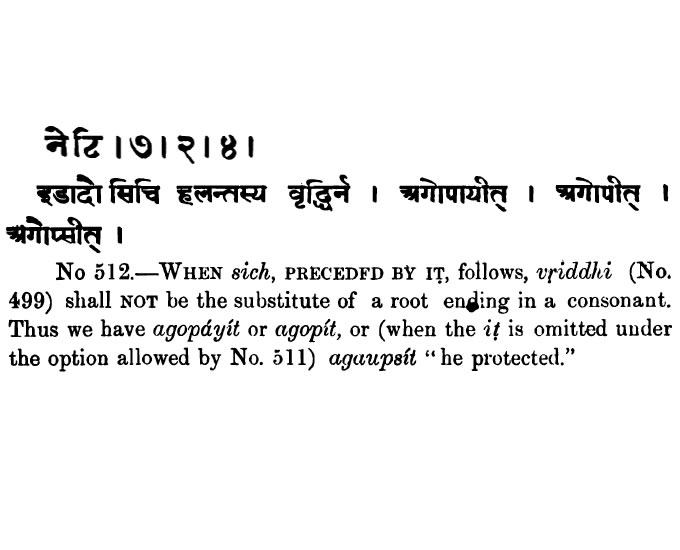 नेटि । ७ । २ । ४ ।
इडादौ सिचि हलन्तस्य वृद्धिर्न । अगोपायीत् । अगोपीत् ।
अगौप्सीत् ।
No 512.—WHEN sich, PRECEDFD BY IṬ, follows, vṛiddhi (No.
499) shall NOT be the substitute of a root ending in a consonant.
Thus we have agopáyít or agopít, or (when the iṭ is omitted under
the option allowed by No. 511) agaupsít “he protected.”